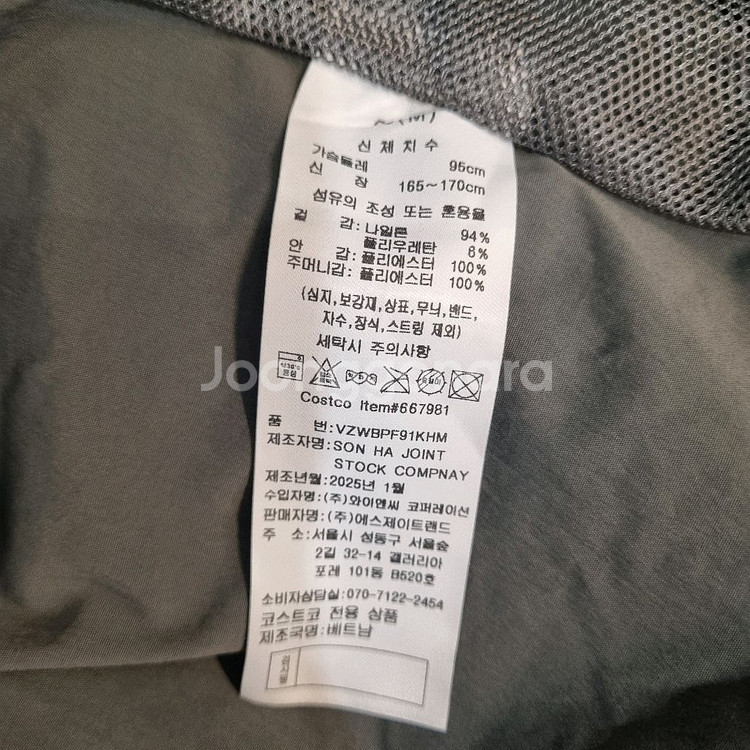 (M)
신체치수
가슴둘레 95cm
신 장 165~170cm
섬유의 조성 또는 혼용율
겉 감: 나일론 94%
폴리우레탄 6%
안 감: 폴리에스터 100%
주머니감: 폴리에스터 100%
(심지,보강재,상표,무늬,밴드,
자수,장식,스트링 제외)
세탁시 주의사항
Costco Item#667981
품 번:VZWBPF91KHM
제조자명:SON HA JOINT
STOCK COMPNAY
제조년월:2025년 1월
수입자명:(주)와이앤씨 코퍼레이션
판매자명:(주)에스제이트랜드
주 소:서울시 성동구 서울숲
2길 32-14 갤러리아
포레 101동 B520호
소비자상담실:070-7122-2454
코스트코 전용 상품
제조국명:베트남